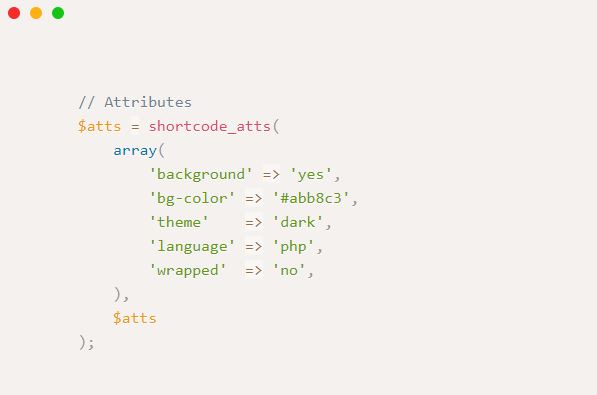 // Attributes
$atts = shortcode_atts(
    array(
        'background' => 'yes',
        'bg-color' => '#abb8c3',
        'theme'    => 'dark',
        'language' => 'php',
        'wrapped'  => 'no',
    ),
    $atts
);